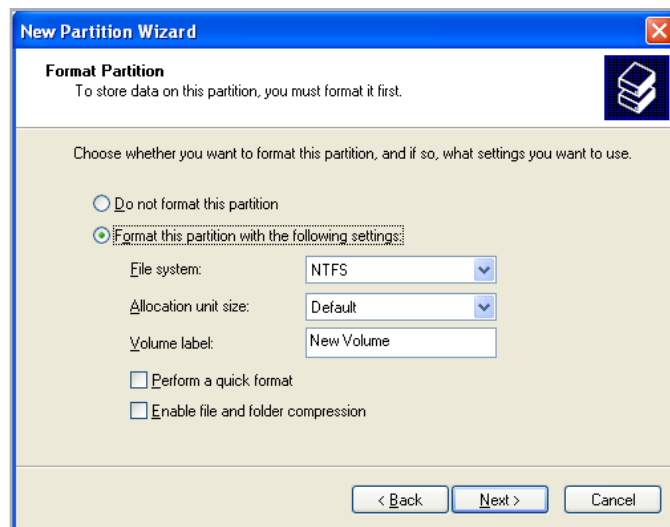 New Partition Wizard
Format Partition
To store data on this partition, you must format it first.
Choose whether you want to format this partition, and if so, what settings you want to use.
Do not format this partition
Format this partition with the following settings:
File system: NTFS
Allocation unit size: Default
Volume label: New Volume
Perform a quick format
Enable file and folder compression
< Back Next > Cancel